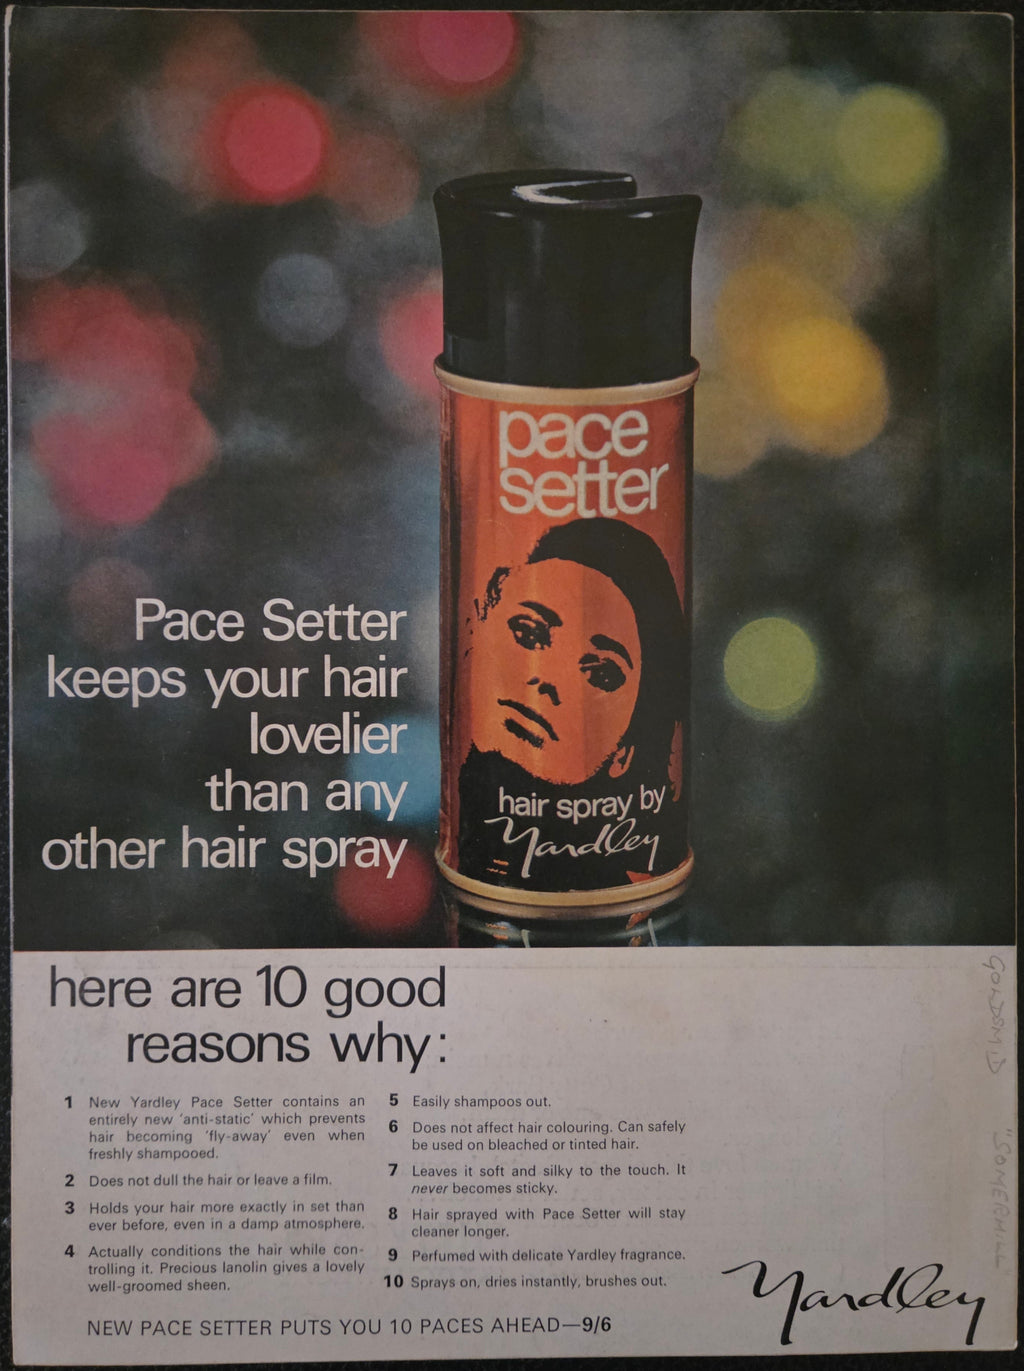 pace
setter
hair spray by
Yardley
Pace Setter
keeps your hair
lovelier
than any
other hair spray
here are 10 good
reasons why:
1 New Yardley Pace Setter contains an
entirely new 'anti-static' which prevents
hair becoming 'fly-away' even when
freshly shampooed.
2 Does not dull the hair or leave a film.
3 Holds your hair more exactly in set than
ever before, even in a damp atmosphere.
4 Actually conditions the hair while con-
trolling it. Precious lanolin gives a lovely
well-groomed sheen.
5 Easily shampoos out.
6 Does not affect hair colouring. Can safely
be used on bleached or tinted hair.
7 Leaves it soft and silky to the touch. It
never becomes sticky.
8 Hair sprayed with Pace Setter will stay
cleaner longer.
9 Perfumed with delicate Yardley fragrance.
10 Sprays on, dries instantly, brushes out.
NEW PACE SETTER PUTS YOU 10 PACES AHEAD—9/6
Yardley
GOLDSMID "SOMERHILL